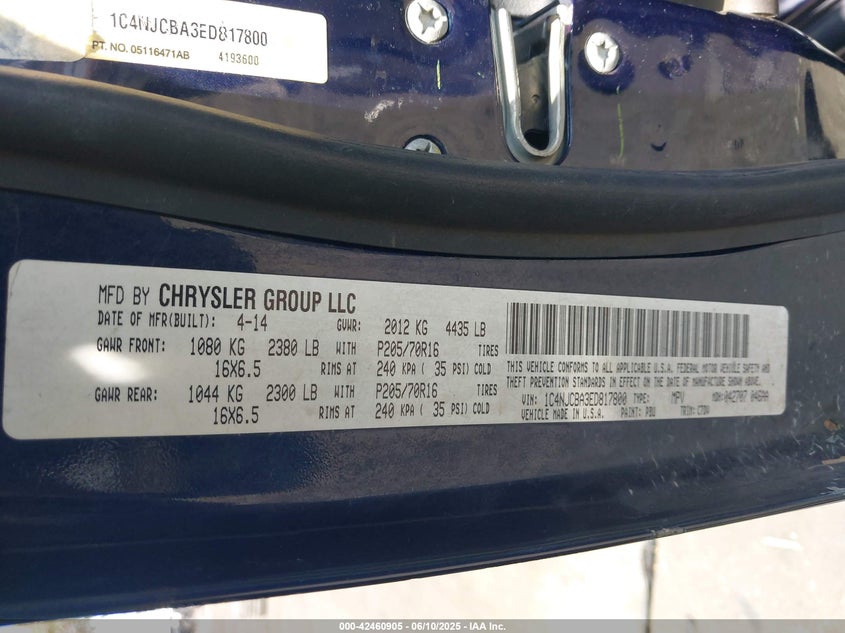 1C4NJCBA3ED817800
PT. NO. 05116471AB 4193600
MFD BY CHRYSLER GROUP LLC
DATE OF MFR(BUILT): 4-14 GVWR: 2012 KG 4435 LB
GAWR FRONT: 1080 KG 2380 LB WITH P205/70R16 TIRES
16X6.5 RIMS AT 240 KPA ( 35 PSI) COLD
GAWR REAR: 1044 KG 2300 LB WITH P205/70R16 TIRES
16X6.5 RIMS AT 240 KPA ( 35 PSI) COLD
THIS VEHICLE CONFORMS TO ALL APPLICABLE U.S.A. FEDERAL MOTOR VEHICLE SAFETY AND
THEFT PREVENTION STANDARDS IN EFFECT ON THE DATE OF MANUFACTURE SHOWN ABOVE.
VIN: 1C4NJCBA3ED817800 TYPE: MPV MDH: 042707 046AA
VEHICLE MADE IN U.S.A. PAINT: PBU TRIM: C7DV
000-42460905 - 06/10/2025 - IAA Inc.